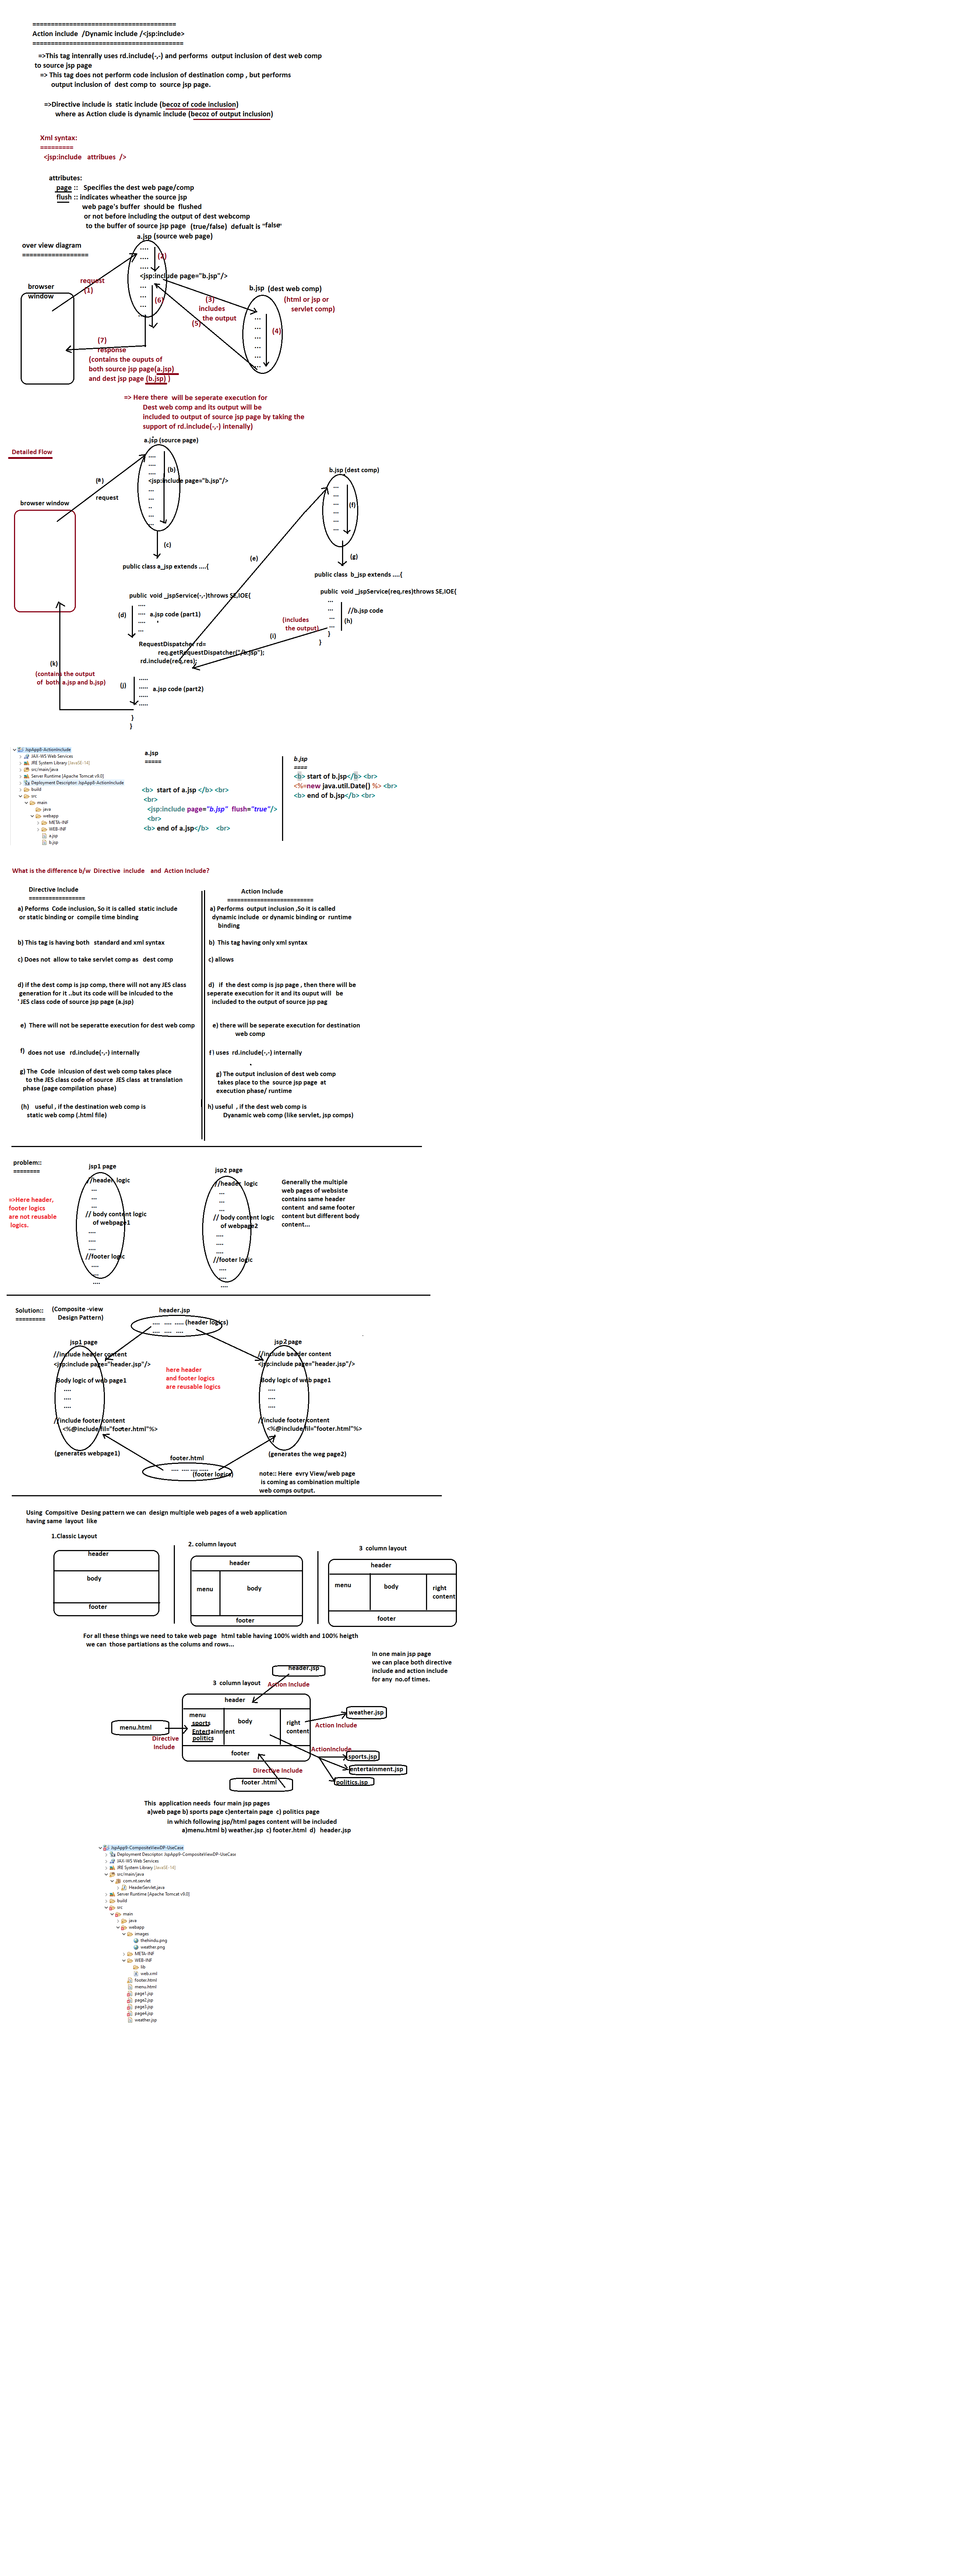 =====================================
Action include /Dynamic include /<jsp:include>
=======================================
=>This tag intenrally uses rd.include(-,-) and performs output inclusion of dest web comp
to source jsp page
=> This tag does not perform code inclusion of destination comp , but performs
output inclusion of dest comp to source jsp page.
=>Directive include is static include (becoz of code inclusion)
where as Action clude is dynamic include (becoz of output inclusion)
Xml syntax:
=========
<jsp:include attribues />
attributes:
page :: Specifies the dest web page/comp
flush :: indicates wheather the source jsp
web page's buffer should be flushed
or not before including the output of dest webcomp
to the buffer of source jsp page (true/false) defualt is "false"
a.jsp (source web page)
over view diagram
=================
....
....
....
(2)
<jsp:include page="b.jsp"/>
...
...
...
(6)
request
(1)
browser
window
b.jsp (dest web comp)
(html or jsp or
servlet comp)
(3)
includes
the output
(5)
...
...
...
...
...
...
(4)
(7)
response
(contains the ouputs of
both source jsp page(a.jsp)
and dest jsp page (b.jsp) )
=> Here there will be seperate execution for
Dest web comp and its output will be
included to output of source jsp page by taking the
support of rd.include(-,-) intenally)
a.jsp (source page)
Detailed Flow
....
....
....
(b)
<jsp:include page="b.jsp"/>
...
...
..
...
...
(a)
request
browser window
b.jsp (dest comp)
...
...
...
...
...
(f)
(c)
(e)
(g)
public class a_jsp extends ....{
public class b_jsp extends ....{
public void _jspService(-,-)throws SE,IOE{
public void _jspService(req,res)throws SE,IOE{
....
....
....
...
(d)
a.jsp code (part1)
...
...
...
...
//b.jsp code
(h)
}
}
(includes
the output)
(i)
RequestDispatcher rd=
req.getRequestDispatcher("/b.jsp");
rd.include(req,res);
(k)
(contains the output
of both a.jsp and b.jsp)
(j)
.....
.....
.....
.....
a.jsp code (part2)
}
}
JspApp9-ActionInclude
JAX-WS Web Services
JRE System Library [JavaSE-14]
src/main/java
Server Runtime [Apache Tomcat v9.0]
Deployment Descriptor: JspApp9-ActionInclude
build
src
main
java
webapp
META-INF
WEB-INF
a.jsp
b.jsp
a.jsp
=====
<b> start of a.jsp </b> <br>
<br>
<jsp:include page="b.jsp" flush="true"/>
<br>
<b> end of a.jsp</b> <br>
b.jsp
====
<b> start of b.jsp</b> <br>
<%=new java.util.Date() %> <br>
<b> end of b.jsp</b> <br>
What is the difference b/w Directive include and Action Include?
Directive Include
=================
a) Peforms Code inclusion, So it is called static include
or static binding or compile time binding
b) This tag is having both standard and xml syntax
c) Does not allow to take servlet comp as dest comp
d) if the dest comp is jsp comp, there will not any JES class
generation for it ..but its code will be inlcuded to the
' JES class code of source jsp page (a.jsp)
e) There will not be seperatte execution for dest web comp
f) does not use rd.include(-,-) internally
g) The Code inlcusion of dest web comp takes place
to the JES class code of source JES class at translation
phase (page compilation phase)
(h) useful , if the destination web comp is
static web comp (.html file)
Action Include
==========================
a) Performs output inclusion ,So it is called
dynamic include or dynamic binding or runtime
binding
b) This tag having only xml syntax
c) allows
d) if the dest comp is jsp page , then there will be
seperate execution for it and its ouput will be
included to the output of source jsp pag
e) there will be seperate execution for destination
web comp
f) uses rd.include(-,-) internally
g) The output inclusion of dest web comp
takes place to the source jsp page at
execution phase/ runtime
h) useful , if the dest web comp is
Dyanamic web comp (like servlet, jsp comps)
problem::
========
=>Here header,
footer logics
are not reusable
logics.
jsp1 page
//header logic
...
...
...
// body content logic
of webpage1
....
....
....
//footer logic
....
....
....
jsp2 page
//header logic
...
...
...
// body content logic
of webpage2
....
....
....
//footer logic
....
....
....
Generally the multiple
web pages of websiste
contains same header
content and same footer
content but different body
content...
Solution::
=========
(Composite -view
Design Pattern)
header.jsp
.... .... ..... (header logics)
.... .... ....
jsp1 page
//include header content
<jsp:include page="header.jsp"/>
Body logic of web page1
....
....
....
//include footer content
<%@include fil="footer.html"%>
(generates webpage1)
here header
and footer logics
are reusable logics
jsp2 page
//include header content
<jsp:include page="header.jsp"/>
Body logic of web page1
....
....
....
//include footer content
<%@include fil="footer.html"%>
(generates the weg page2)
footer.html
.... .... .... .....
(footer logics)
note:: Here evry View/web page
is coming as combination multiple
web comps output.
Using Compsitive Desing pattern we can design multiple web pages of a web application
having same layout like
1.Classic Layout
header
body
footer
2. column layout
header
menu
body
footer
3 column layout
header
menu
body
right
content
footer
For all these things we need to take web page html table having 100% width and 100% heigth
we can those partiations as the colums and rows...
In one main jsp page
we can place both directive
include and action include
for any no.of times.
header.jsp
3 column layout
Action Include
header
menu
sports
Entertainment
politics
body
right
content
footer
menu.html
Directive
Include
weather.jsp
Action Include
ActionInclude
sports.jsp
entertainment.jsp
politics.jsp
Directive Include
footer .html
This application needs four main jsp pages
a)web page b) sports page c)entertain page c) politics page
in which following jsp/html pages content will be included
a)menu.html b) weather.jsp c) footer.html d) header.jsp
JspApp9-CompositeViewDP-UseCase
Deployment Descriptor: JspApp9-CompositeViewDP-UseCase
JAX-WS Web Services
JRE System Library [JavaSE-14]
src/main/java
com.nt.servlet
HeaderServlet.java
Server Runtime [Apache Tomcat v9.0]
build
src
main
java
webapp
images
thehindu.png
weather.png
META-INF
WEB-INF
lib
web.xml
footer.html
menu.html
page1.jsp
page2.jsp
page3.jsp
page4.jsp
weather.jsp